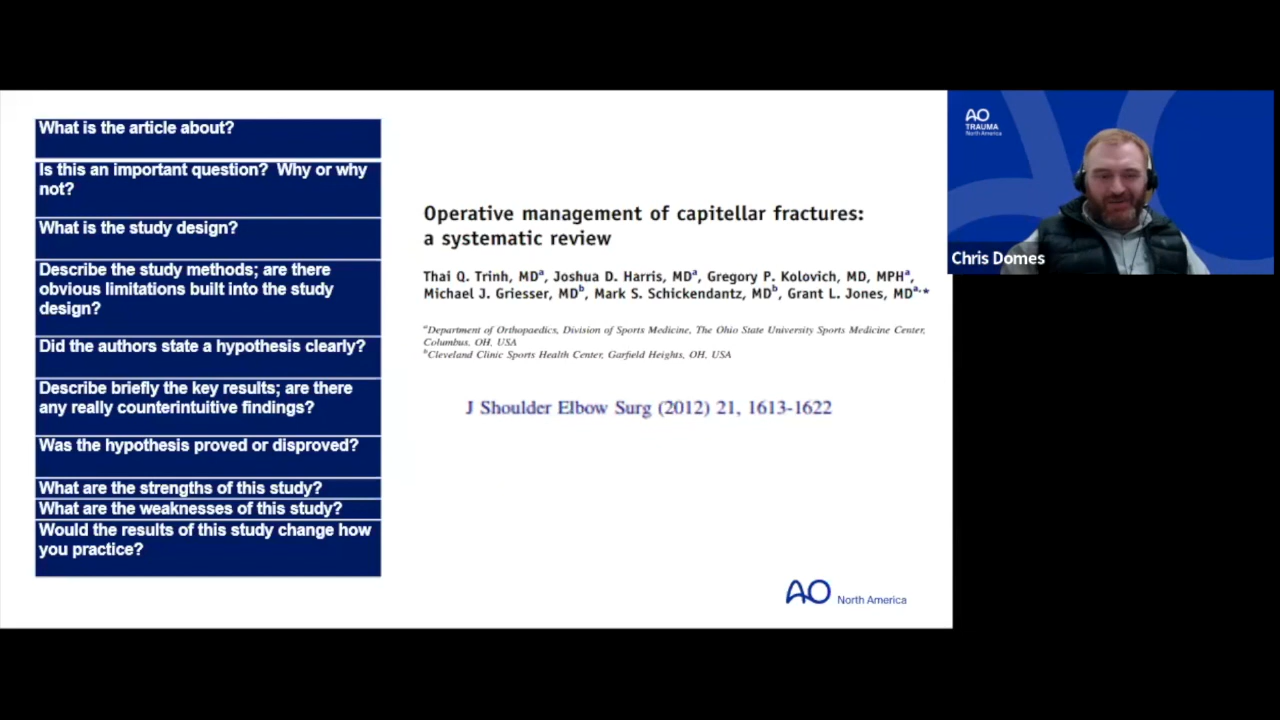 What is the article about?
Is this an important question? Why or why
not?
What is the study design?
Describe the study methods; are there
obvious limitations built into the study
design?
Did the authors state a hypothesis clearly?
Describe briefly the key results; are there
any really counterintuitive findings?
Was the hypothesis proved or disproved?
What are the strengths of this study?
What are the weaknesses of this study?
Would the results of this study change how
you practice?
Operative management of capitellar fractures:
a systematic review
Thai Q. Trinh, MDa, Joshua D. Harris, MDa, Gregory P. Kolovich, MD, MPHa,
Michael J. Griesser, MDb, Mark S. Schickendantz, MDb, Grant L. Jones, MDa,*
aDepartment of Orthopaedics, Division of Sports Medicine, The Ohio State University Sports Medicine Center,
Columbus, OH, USA
bCleveland Clinic Sports Health Center, Garfield Heights, OH, USA
J Shoulder Elbow Surg (2012) 21, 1613-1622
AO North America
AO
TRAUMA
North America
Chris Domes